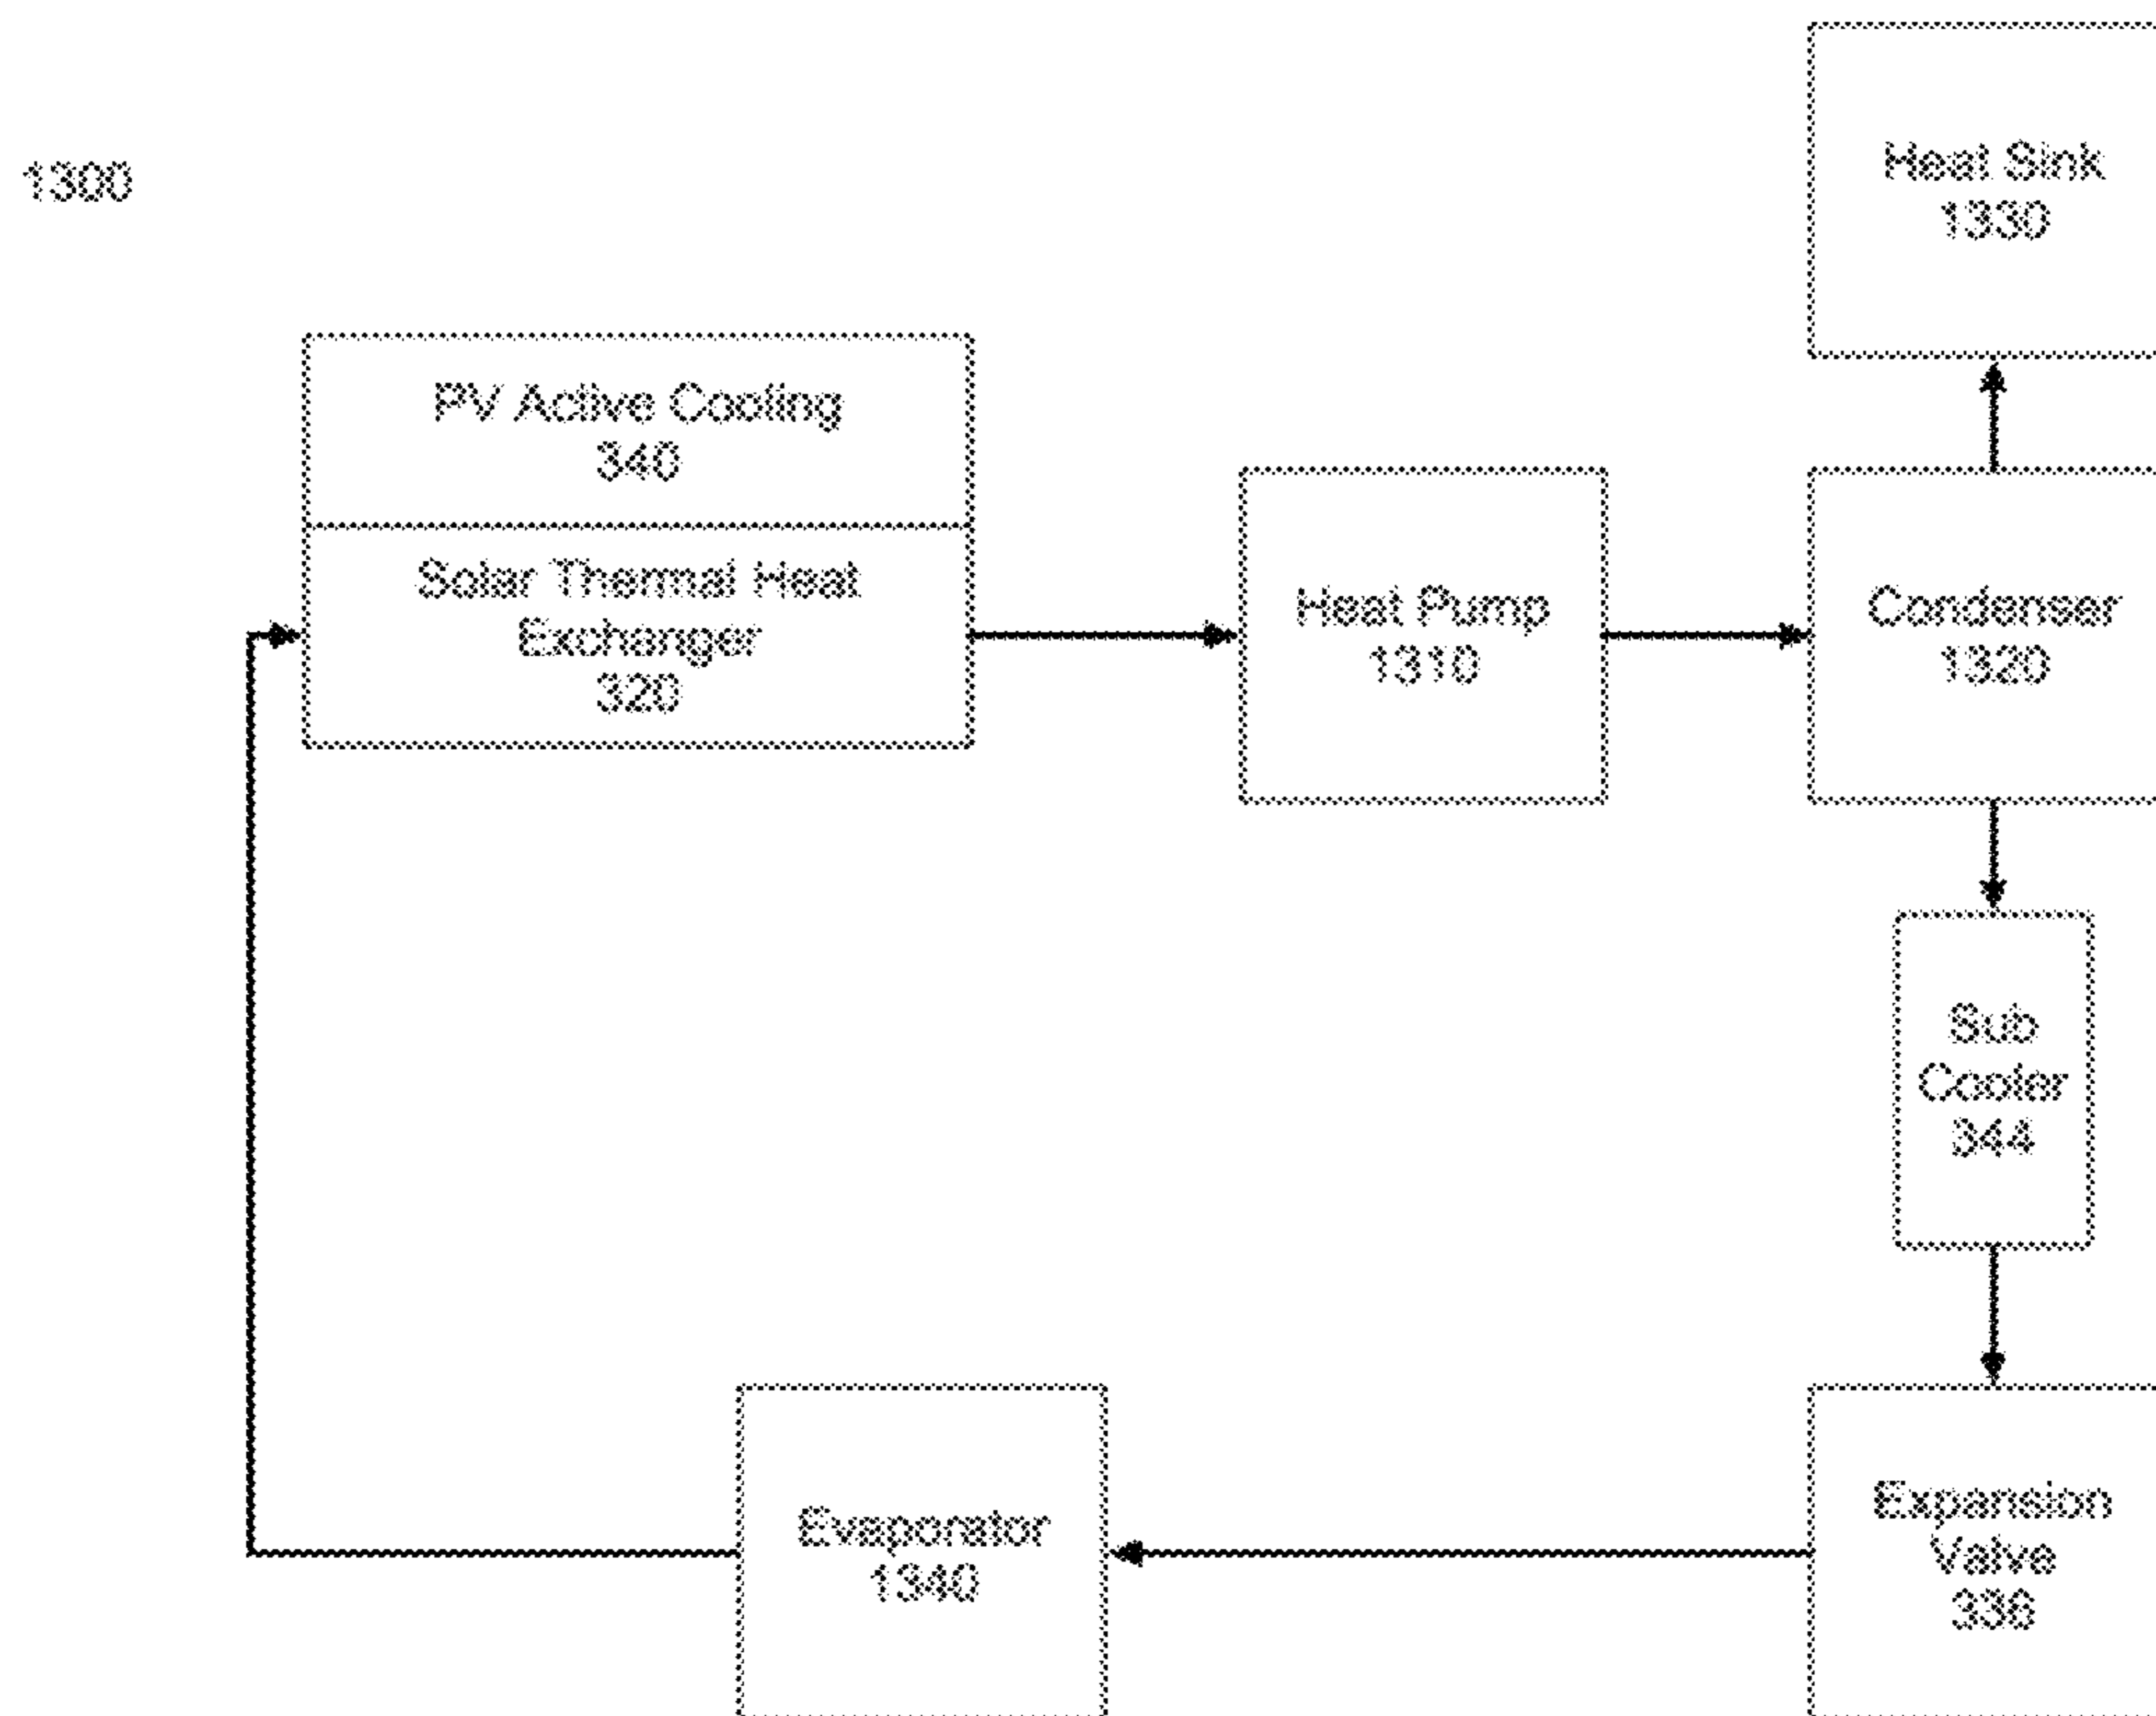 1300
Heat Sink
1330
PV Active Cooling
340
Solar Thermal Heat
Exchanger
320
Heat Pump
1310
Condenser
1320
Sub
Cooler
344
Expansion
Valve
336
Evaporator
1340